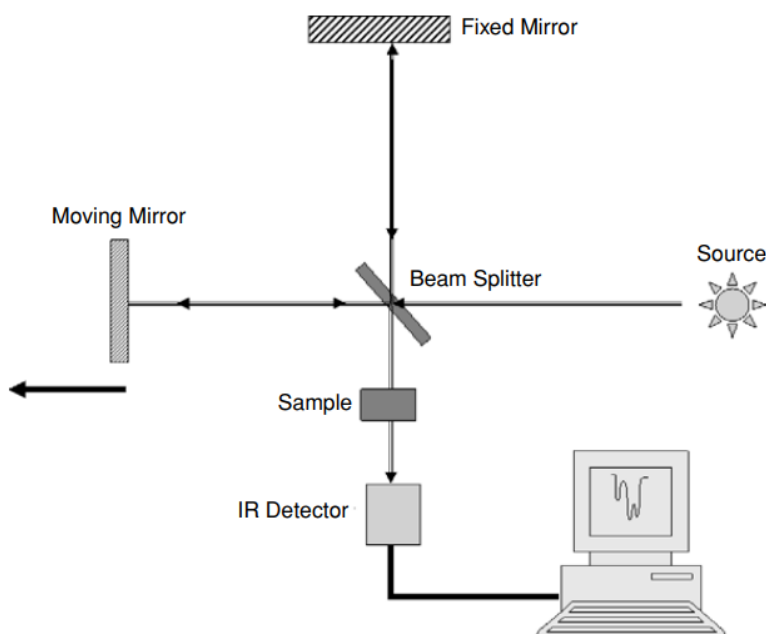 Fixed Mirror
Moving Mirror
Source
Beam Splitter
Sample
IR Detector